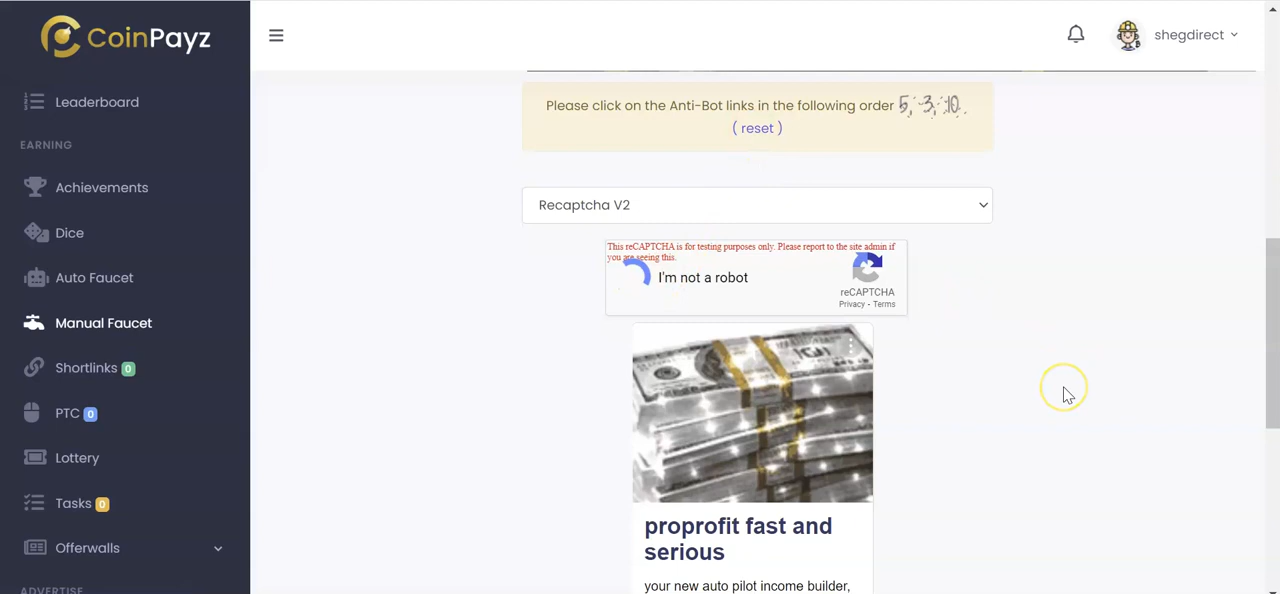 CoinPayz
shegdirect
Leaderboard
EARNING
Achievements
Dice
Auto Faucet
Manual Faucet
Shortlinks 0
PTC 0
Lottery
Tasks 0
Offerwalls
ADVERTISE
Please click on the Anti-Bot links in the following order 5, 3, 10
( reset )
Recaptcha V2
This reCAPTCHA is for testing purposes only. Please report to the site admin if
you are seeing this.
I'm not a robot
reCAPTCHA
Privacy - Terms
proprofit fast and
serious
your new auto pilot income builder,